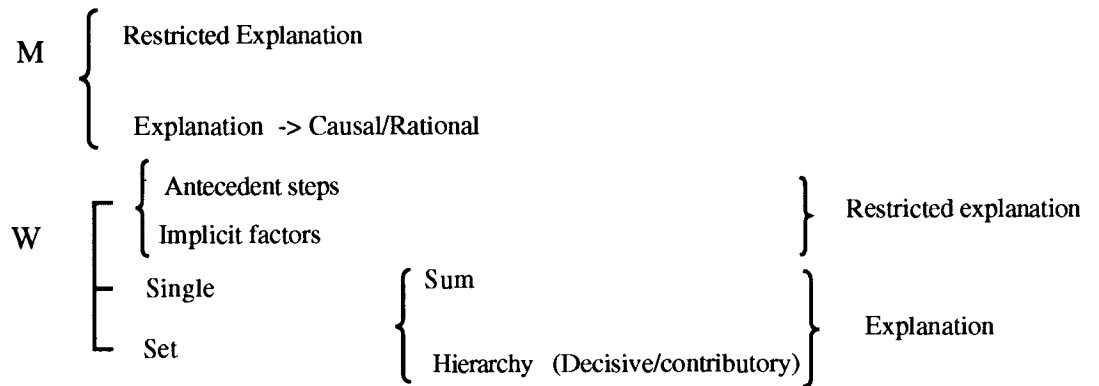 M
Restricted Explanation
Explanation -> Causal/Rational
W
Antecedent steps
Implicit factors
Restricted explanation
Single
Set
Sum
Hierarchy (Decisive/contributory)
Explanation